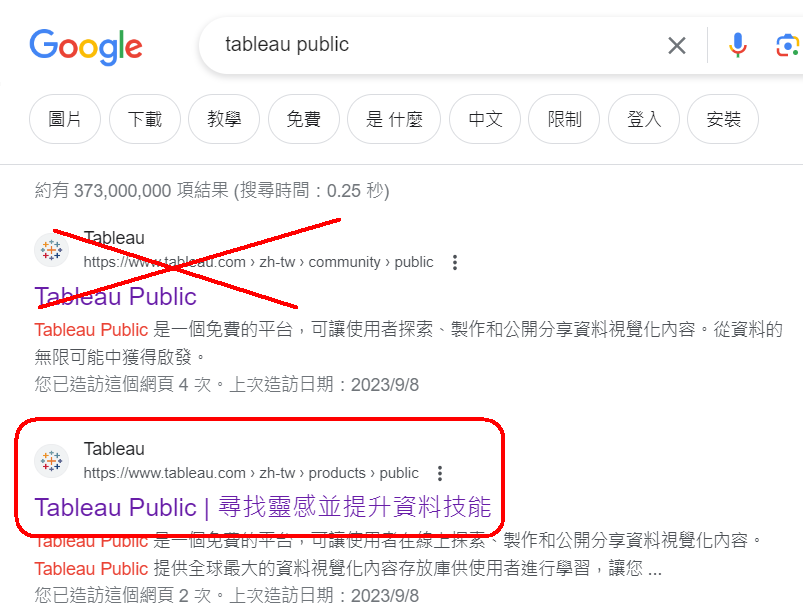 Google
tableau public
圖片 下載 教學 免費 是 什麼 中文 限制 登入 安裝
約有 373,000,000 項結果 (搜尋時間：0.25 秒)
Tableau
https://www.tableau.com › zh-tw › community › public
Tableau Public
Tableau Public 是一個免費的平台，可讓使用者探索、製作和公開分享資料視覺化內容。從資料的
無限可能中獲得啟發。
您已造訪這個網頁 4 次。上次造訪日期：2023/9/8
Tableau
https://www.tableau.com › zh-tw › products › public
Tableau Public | 尋找靈感並提升資料技能
Tableau Public 是一個免費的平台，可讓使用者在線上探索、製作和公開分享資料視覺化內容。
Tableau Public 提供全球最大的資料視覺化內容存放庫供使用者進行學習，讓您 ...
您已造訪這個網頁 2 次。上次造訪日期：2023/9/8